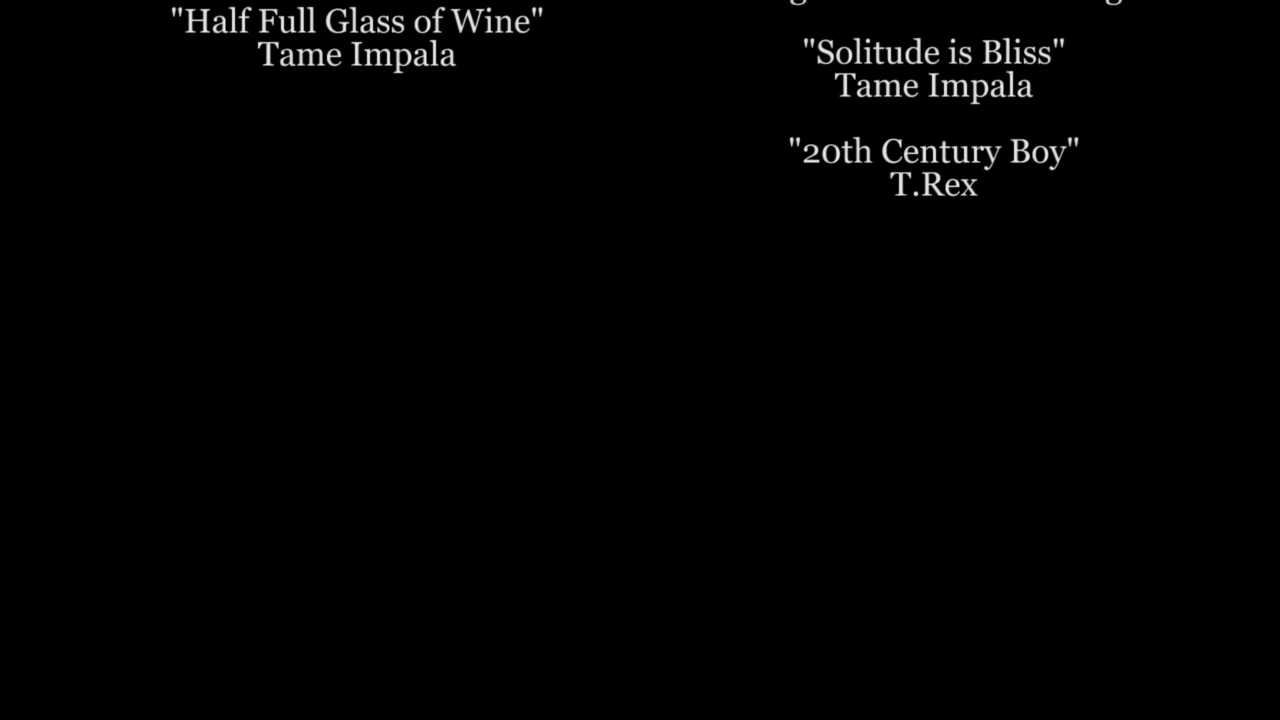 "Half Full Glass of Wine"
Tame Impala
"Solitude is Bliss"
Tame Impala
"20th Century Boy"
T.Rex